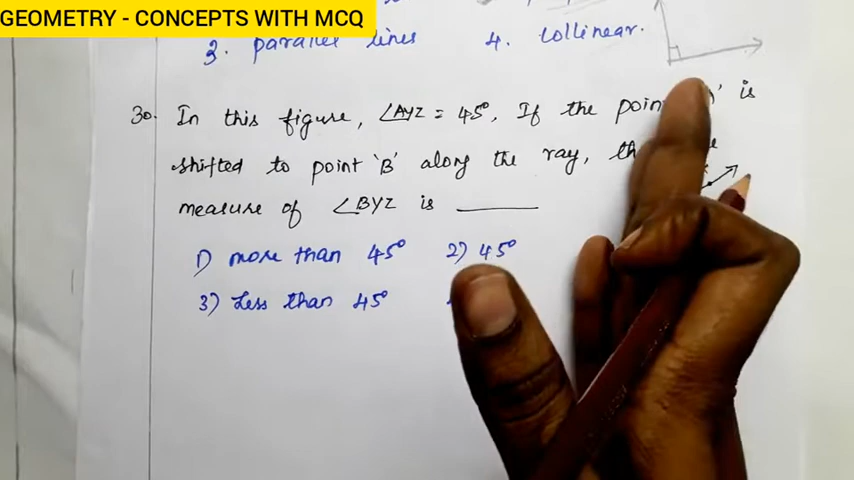 GEOMETRY - CONCEPTS WITH MCQ
3. parallel lines 4. collinear.
30. In this figure, ∠AYZ = 45°. If the is
shifted to point 'B' along the ray,
measure of ∠BYZ is ______
1) more than 45° 2) 45°
3) Less than 45°